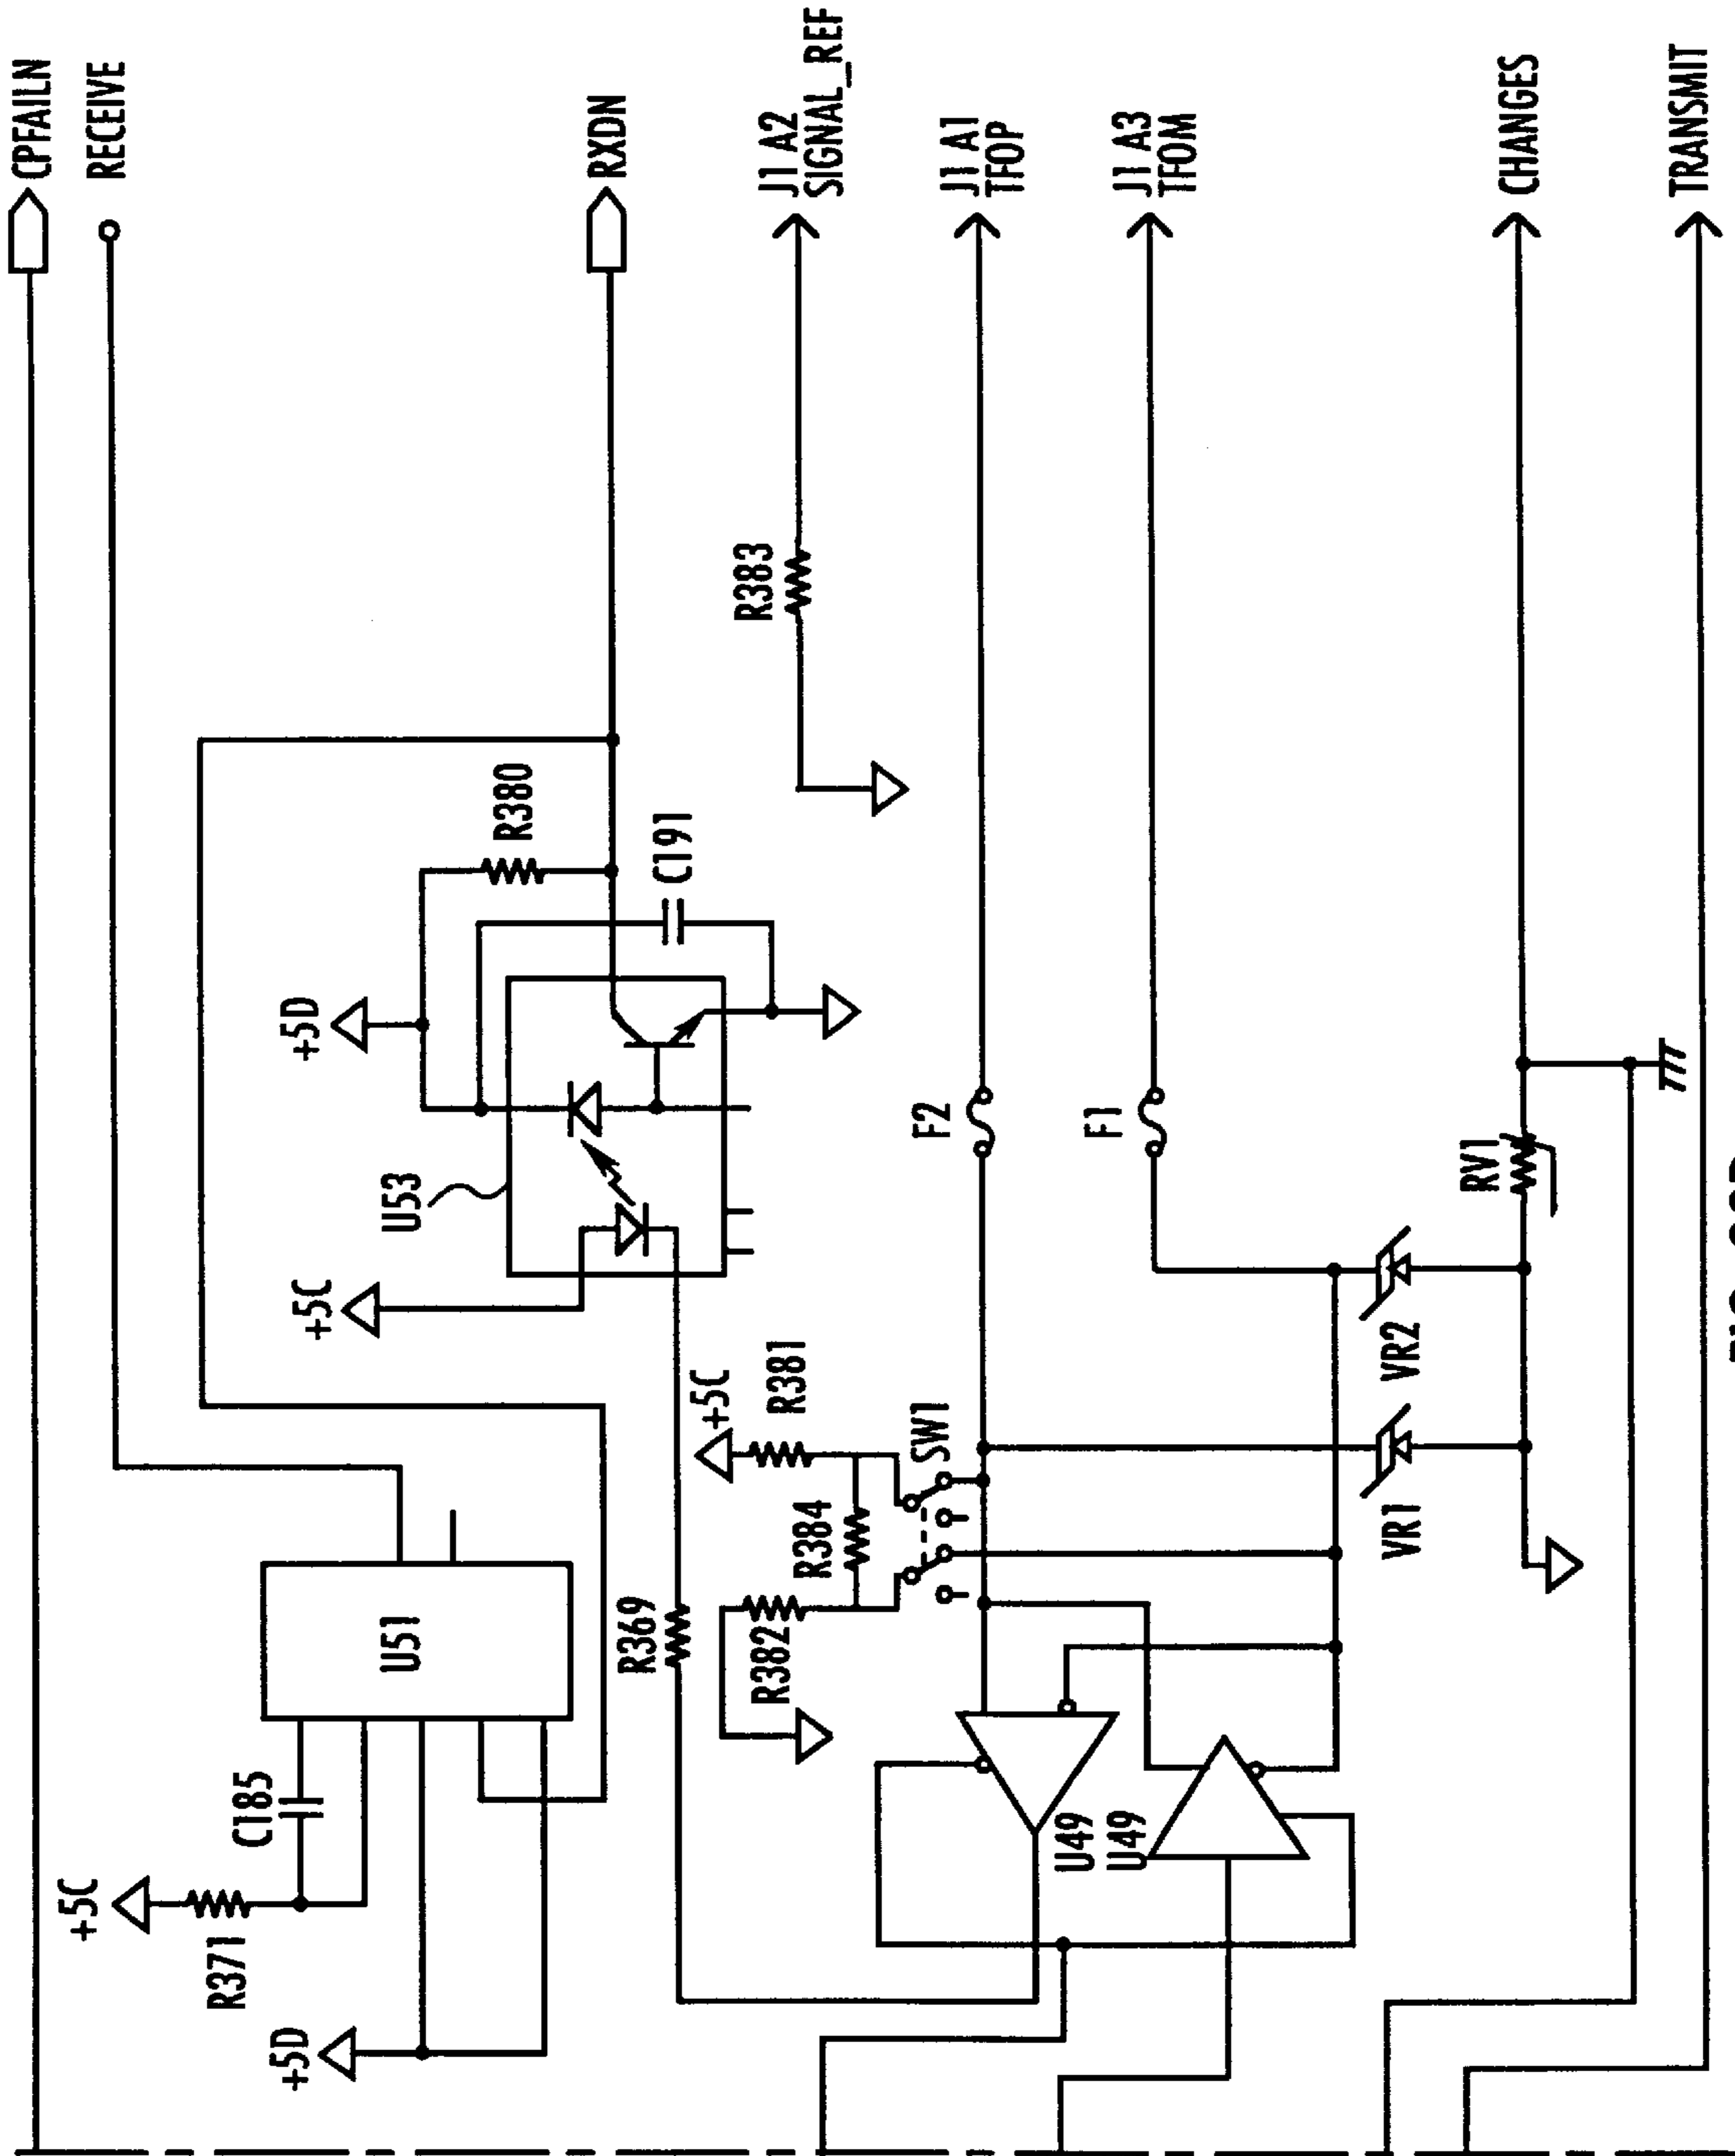 CPFAILN
RECEIVE
RXDN
J1 A2
SIGNAL_REF
J1 A1
TFOP
J1 A3
TFOM
CHANGES
TRANSMIT
+5C
R371
C185
+5D
U51
+5C
U53
+5D
R380
C191
R383
R369
R382
R384
+5C
R381
SW1
F2
F1
U49
U49
VR1
VR2
RV1